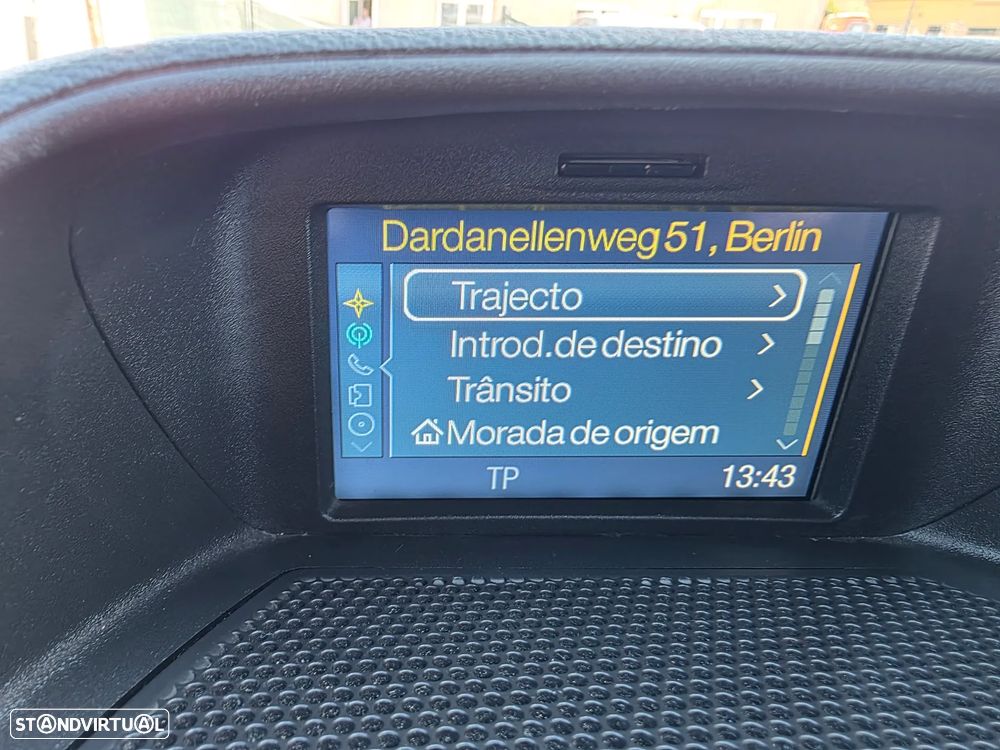 Dardanellenweg 51, Berlin
Trajecto
Introd. de destino
Trânsito
Morada de origem
TP 13:43
STANDVIRTUAL